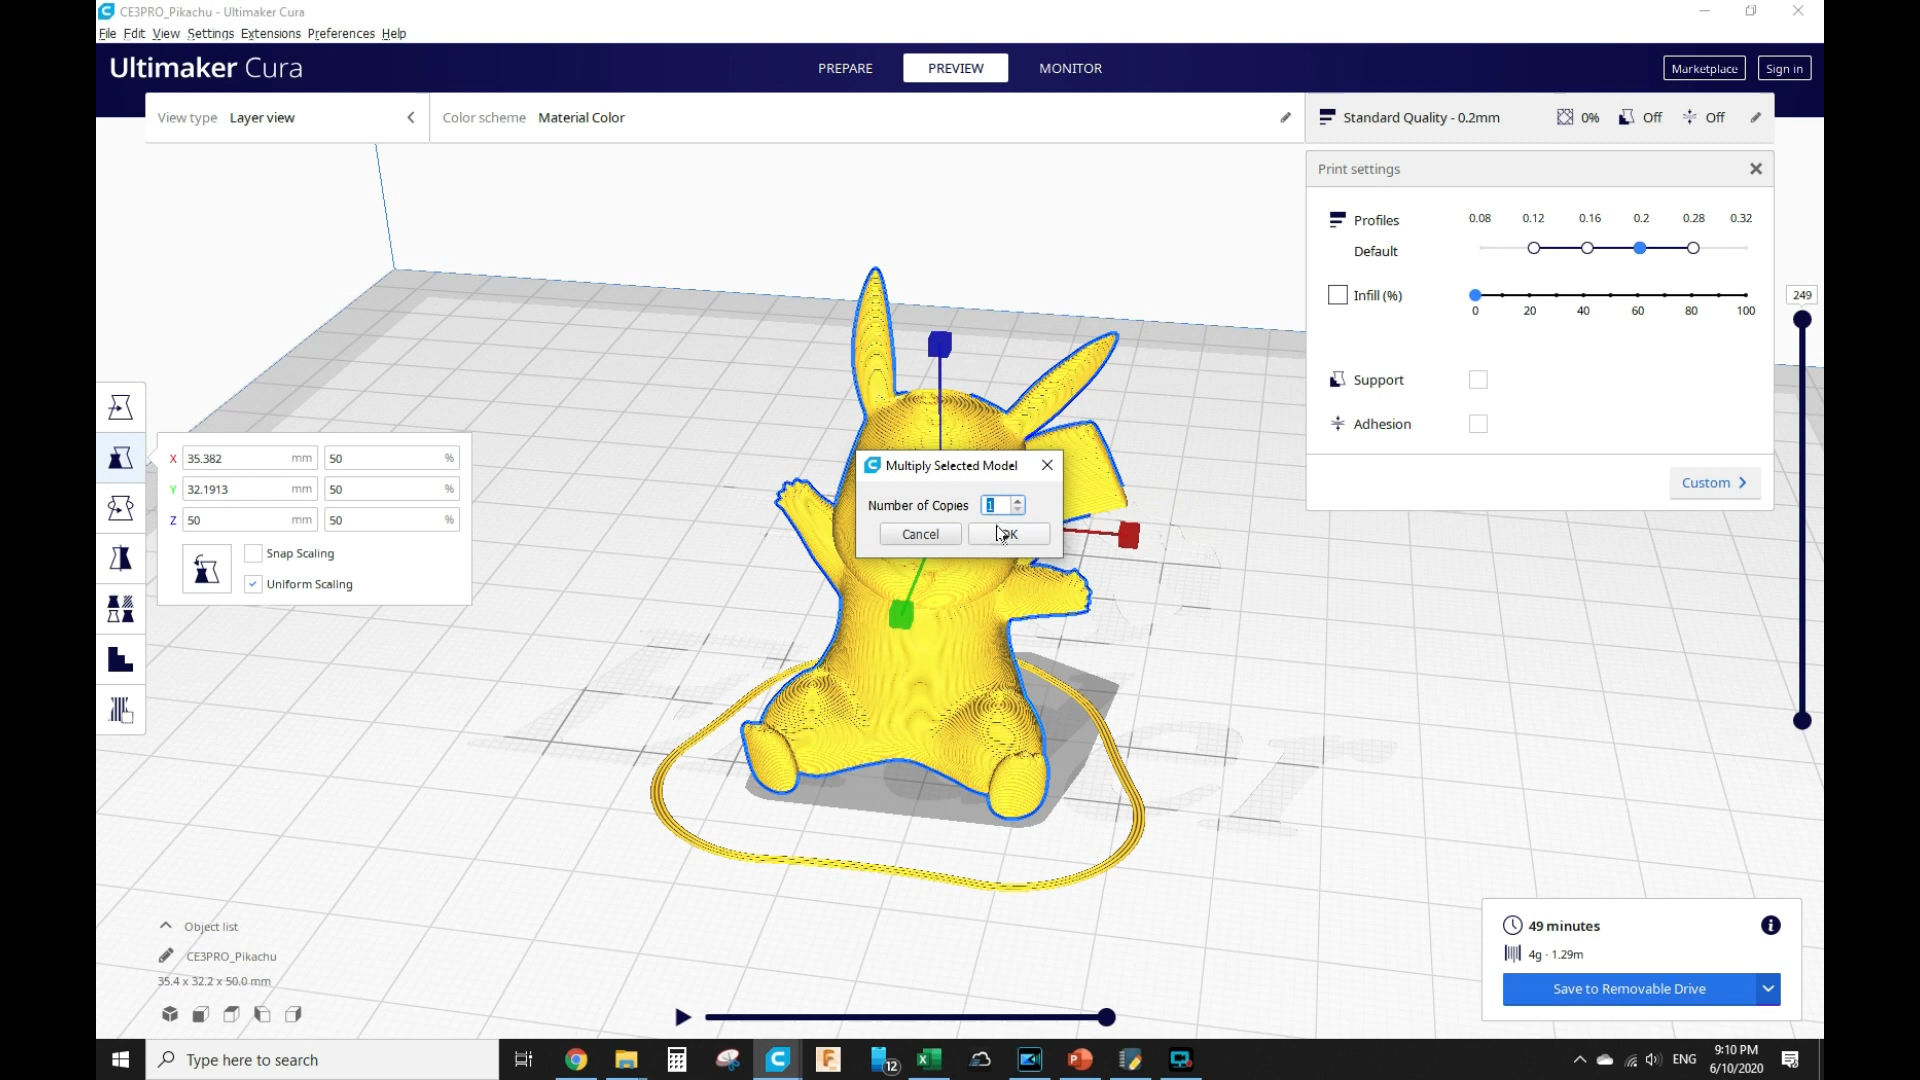 CE3PRO_Pikachu - Ultimaker Cura
File Edit View Settings Extensions Preferences Help
Ultimaker Cura
PREPARE PREVIEW MONITOR
Marketplace Sign in
View type Layer view
Color scheme Material Color
Standard Quality - 0.2mm 0% Off Off
Print settings
Profiles 0.08 0.12 0.16 0.2 0.28 0.32
Default
Infill (%)
0 20 40 60 80 100
Support
Adhesion
Custom
249
X 35.382 mm 50 %
Y 32.1913 mm 50 %
Z 50 mm 50 %
Snap Scaling
Uniform Scaling
Multiply Selected Model
Number of Copies 1
Cancel OK
Object list
CE3PRO_Pikachu
35.4 x 32.2 x 50.0 mm
49 minutes
4g · 1.29m
Save to Removable Drive
Type here to search
12
ENG
9:10 PM
6/10/2020